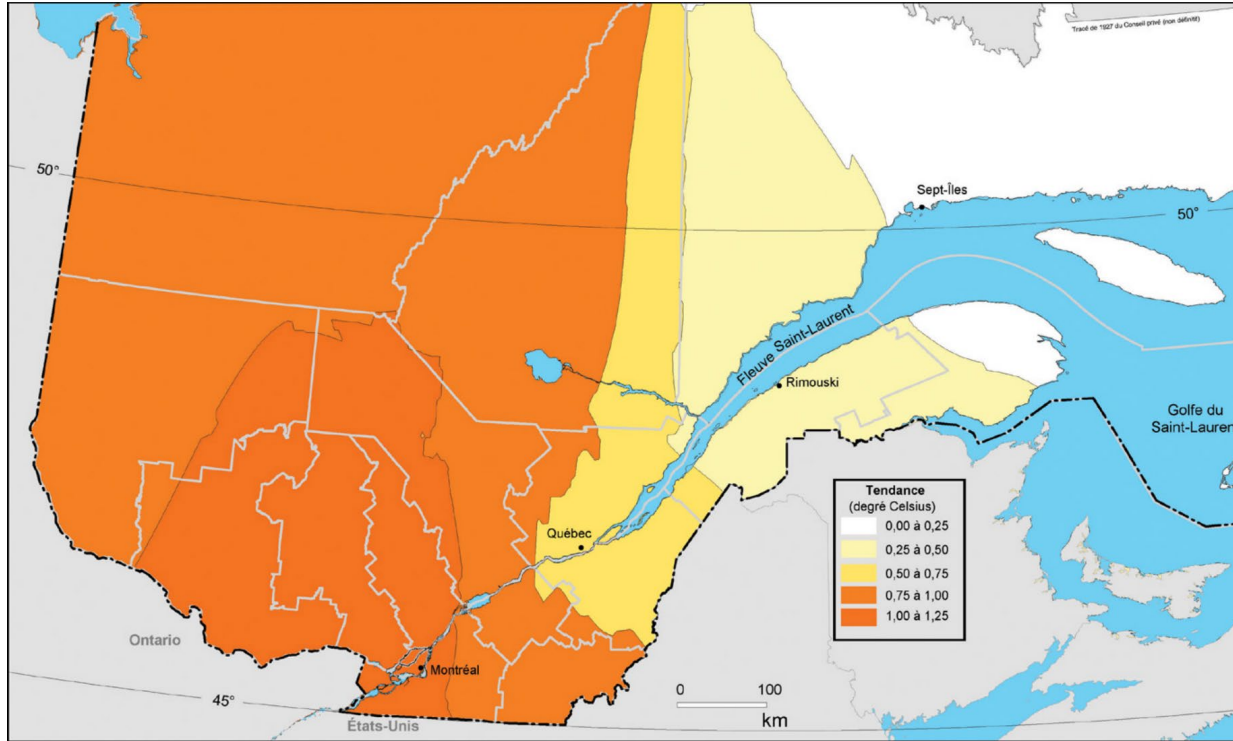 Tracé de 1927 du Conseil privé (non définitif)
50°
Sept-Îles
50°
Fleuve Saint-Laurent
Rimouski
Golfe du
Saint-Laurent
Québec
Tendance
(degré Celsius)
0,00 à 0,25
0,25 à 0,50
0,50 à 0,75
0,75 à 1,00
1,00 à 1,25
Ontario
Montréal
45°
0 100
km
États-Unis